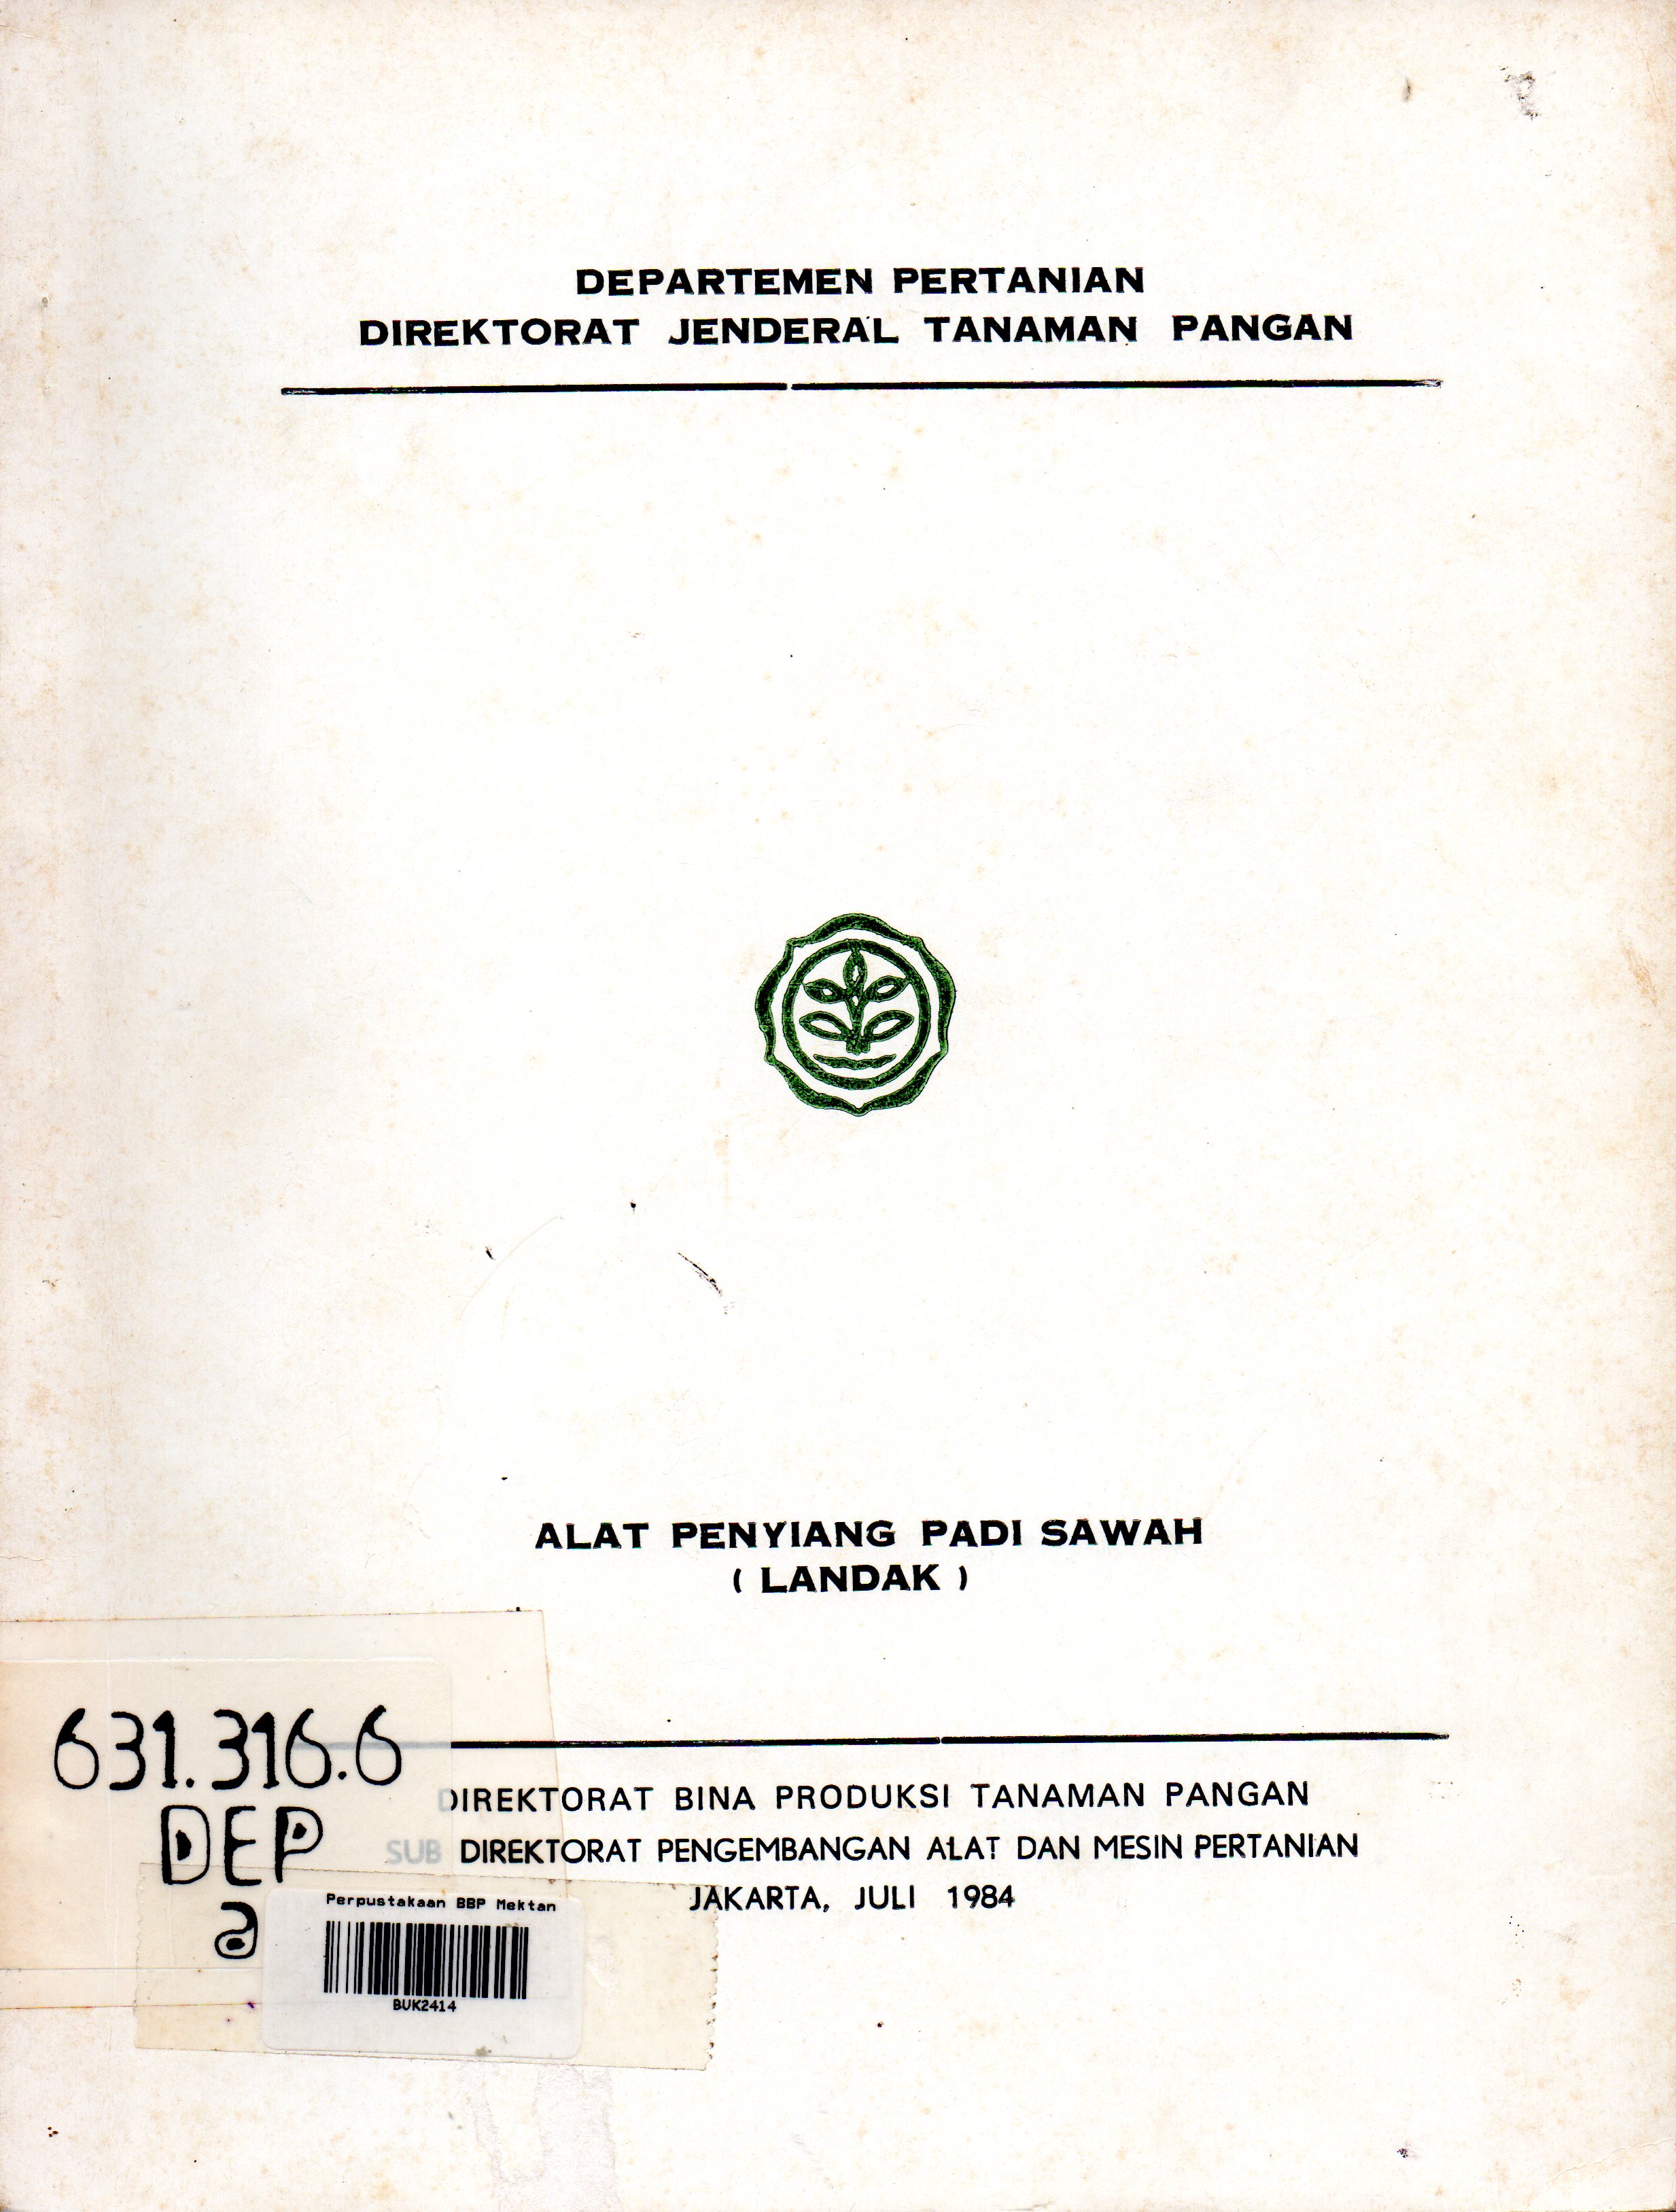 DEPARTEMEN PERTANIAN
DIREKTORAT JENDERAL TANAMAN PANGAN
ALAT PENYIANG PADI SAWAH
( LANDAK )
631.316.6
DEP
a
DIREKTORAT BINA PRODUKSI TANAMAN PANGAN
SUB DIREKTORAT PENGEMBANGAN ALAT DAN MESIN PERTANIAN
JAKARTA, JULI 1984
Perpustakaan BBP Mektan
BUK2414